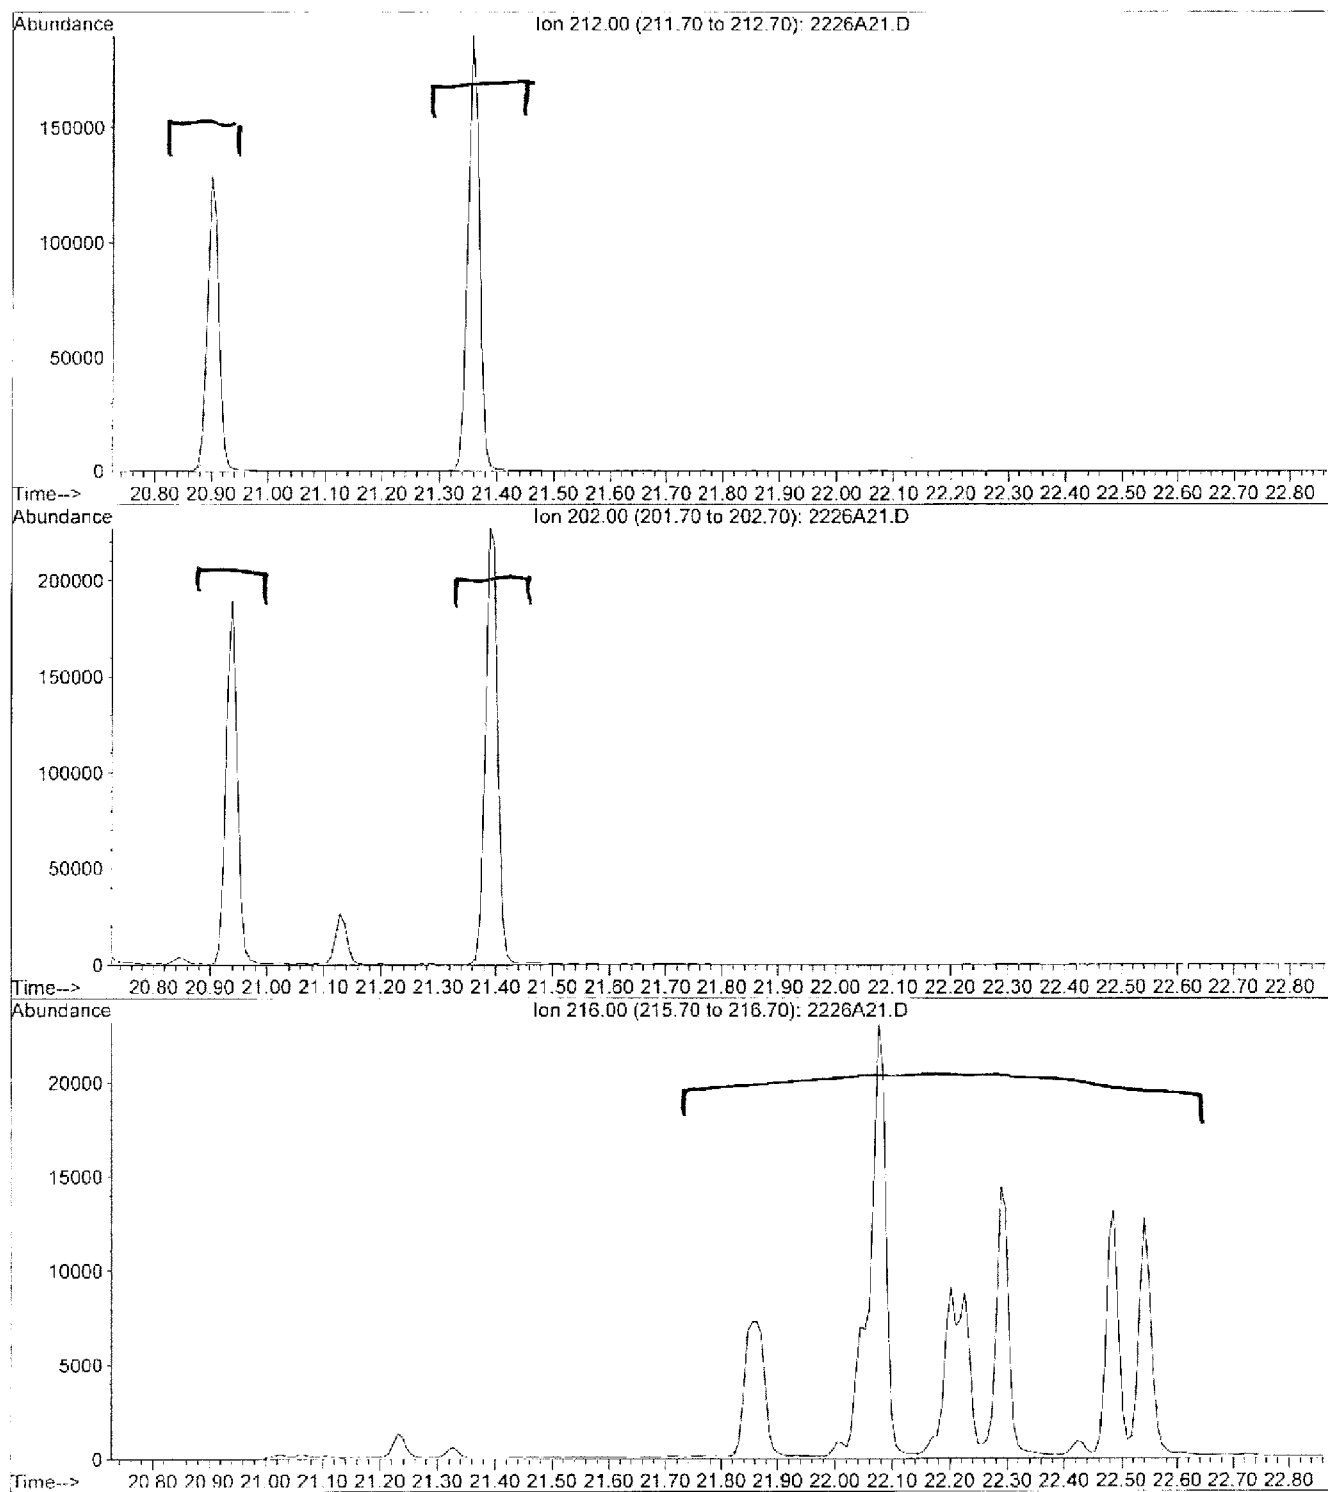 Abundance
Ion 212.00 (211.70 to 212.70): 2226A21.D
150000
100000
50000
0
Time--> 20.80 20.90 21.00 21.10 21.20 21.30 21.40 21.50 21.60 21.70 21.80 21.90 22.00 22.10 22.20 22.30 22.40 22.50 22.60 22.70 22.80
Abundance
Ion 202.00 (201.70 to 202.70): 2226A21.D
200000
150000
100000
50000
0
Time--> 20.80 20.90 21.00 21.10 21.20 21.30 21.40 21.50 21.60 21.70 21.80 21.90 22.00 22.10 22.20 22.30 22.40 22.50 22.60 22.70 22.80
Abundance
Ion 216.00 (215.70 to 216.70): 2226A21.D
20000
15000
10000
5000
0
Time--> 20.80 20.90 21.00 21.10 21.20 21.30 21.40 21.50 21.60 21.70 21.80 21.90 22.00 22.10 22.20 22.30 22.40 22.50 22.60 22.70 22.80